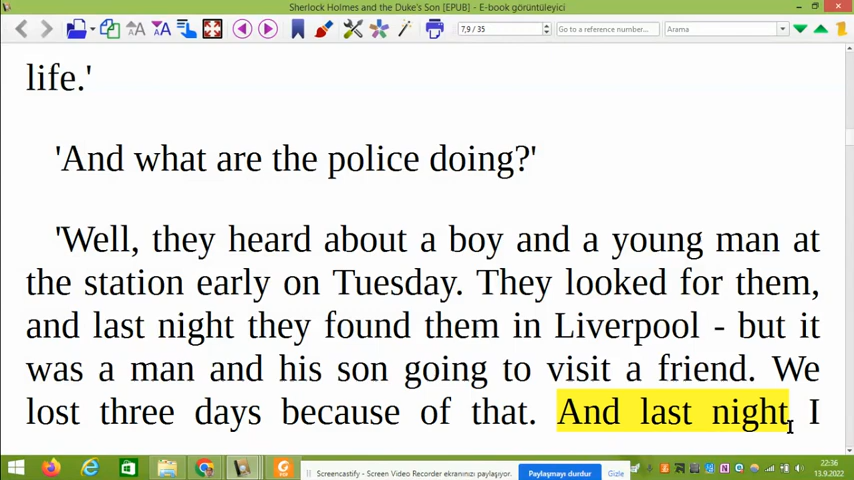 Sherlock Holmes and the Duke's Son [EPUB] - E-book görüntüleyici
7,9 / 35
Go to a reference number...
Arama
life.'
'And what are the police doing?'
'Well, they heard about a boy and a young man at
the station early on Tuesday. They looked for them,
and last night they found them in Liverpool - but it
was a man and his son going to visit a friend. We
lost three days because of that. And last night I
Screencastify - Screen Video Recorder ekranınızı paylaşıyor.
Paylaşmayı durdur
Gizle
22:36
13.9.2022